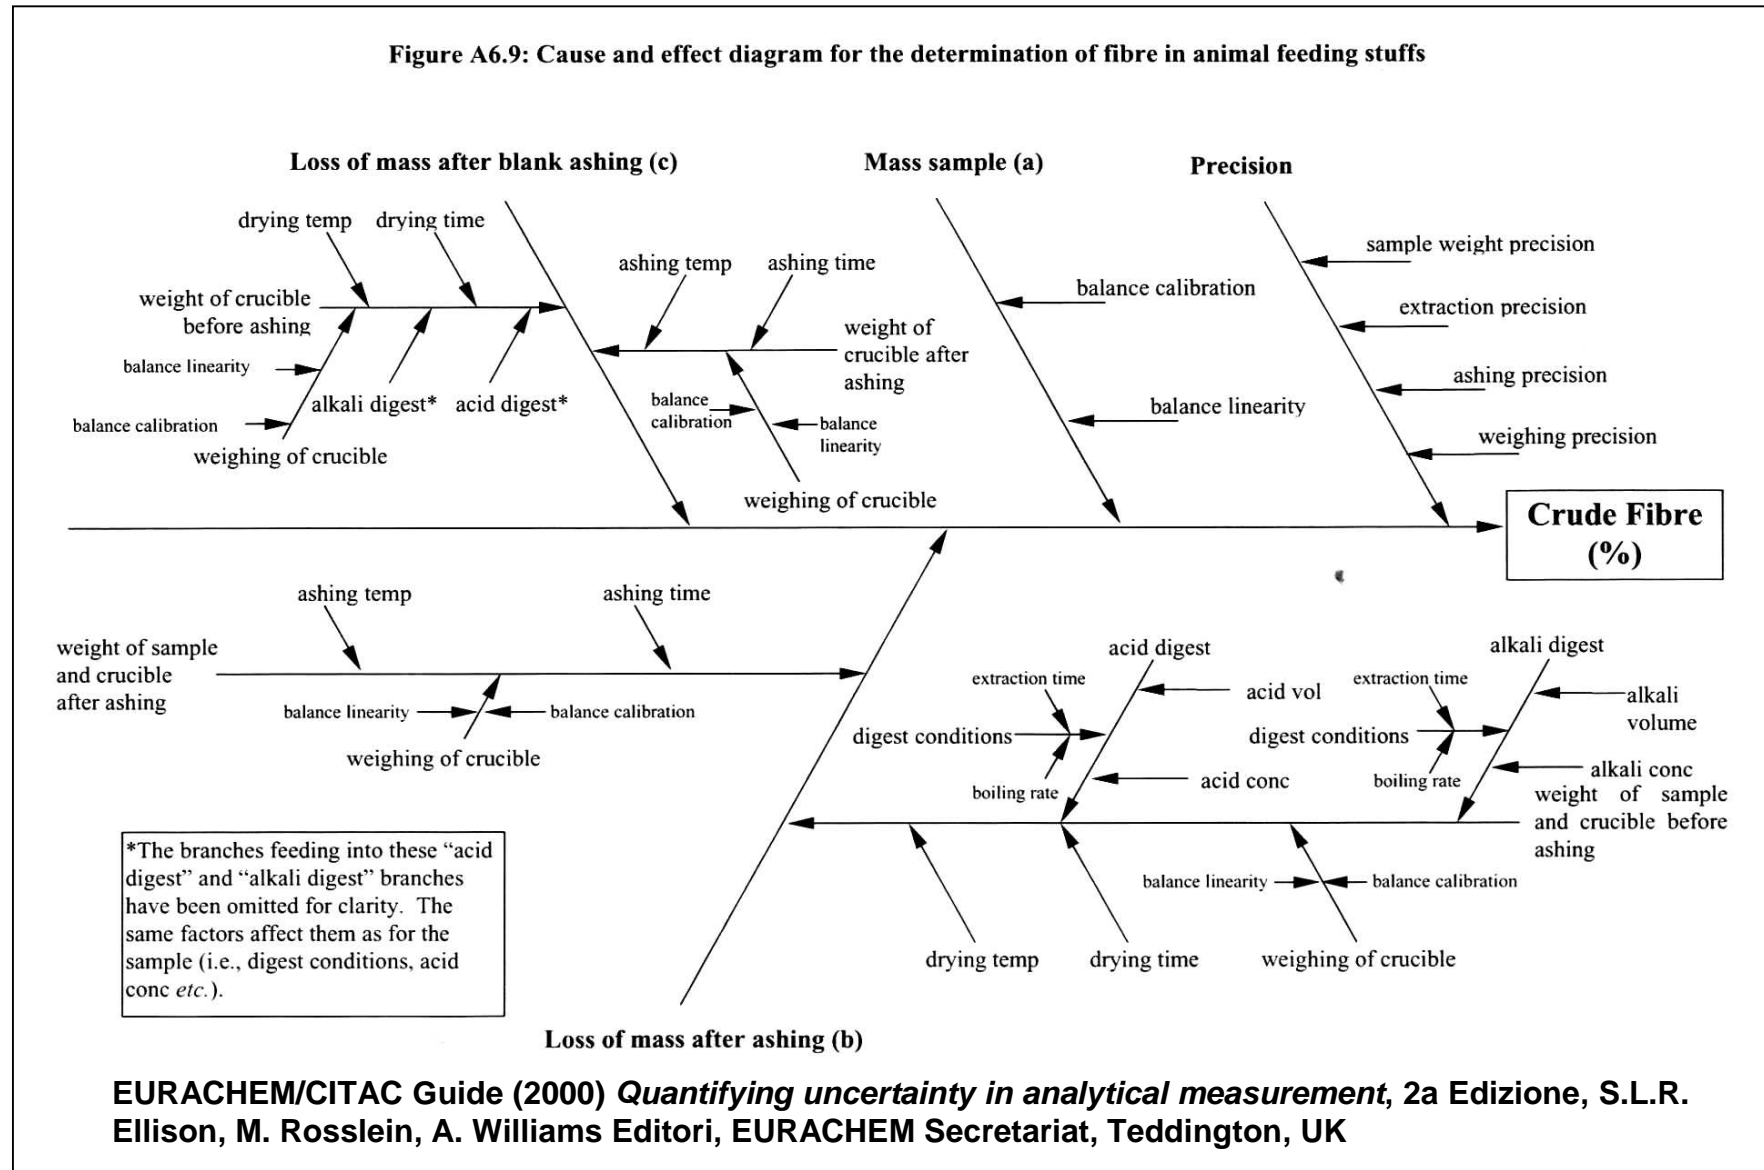 Figure A6.9: Cause and effect diagram for the determination of fibre in animal feeding stuffs
Loss of mass after blank ashing (c)
Mass sample (a)
Precision
drying temp
drying time
ashing temp
ashing time
weight of crucible
before ashing
balance linearity
balance calibration
alkali digest*
acid digest*
weighing of crucible
weight of
crucible after
ashing
balance
calibration
balance
linearity
weighing of crucible
balance calibration
balance linearity
sample weight precision
extraction precision
ashing precision
weighing precision
Crude Fibre
(%)
ashing temp
ashing time
weight of sample
and crucible
after ashing
balance linearity
balance calibration
weighing of crucible
acid digest
extraction time
acid vol
digest conditions
boiling rate
acid conc
alkali digest
extraction time
alkali
volume
digest conditions
boiling rate
alkali conc
weight of sample
and crucible before
ashing
balance linearity
balance calibration
drying temp
drying time
weighing of crucible
*The branches feeding into these “acid
digest” and “alkali digest” branches
have been omitted for clarity. The
same factors affect them as for the
sample (i.e., digest conditions, acid
conc etc.).
Loss of mass after ashing (b)
EURACHEM/CITAC Guide (2000) Quantifying uncertainty in analytical measurement, 2a Edizione, S.L.R.
Ellison, M. Rosslein, A. Williams Editori, EURACHEM Secretariat, Teddington, UK